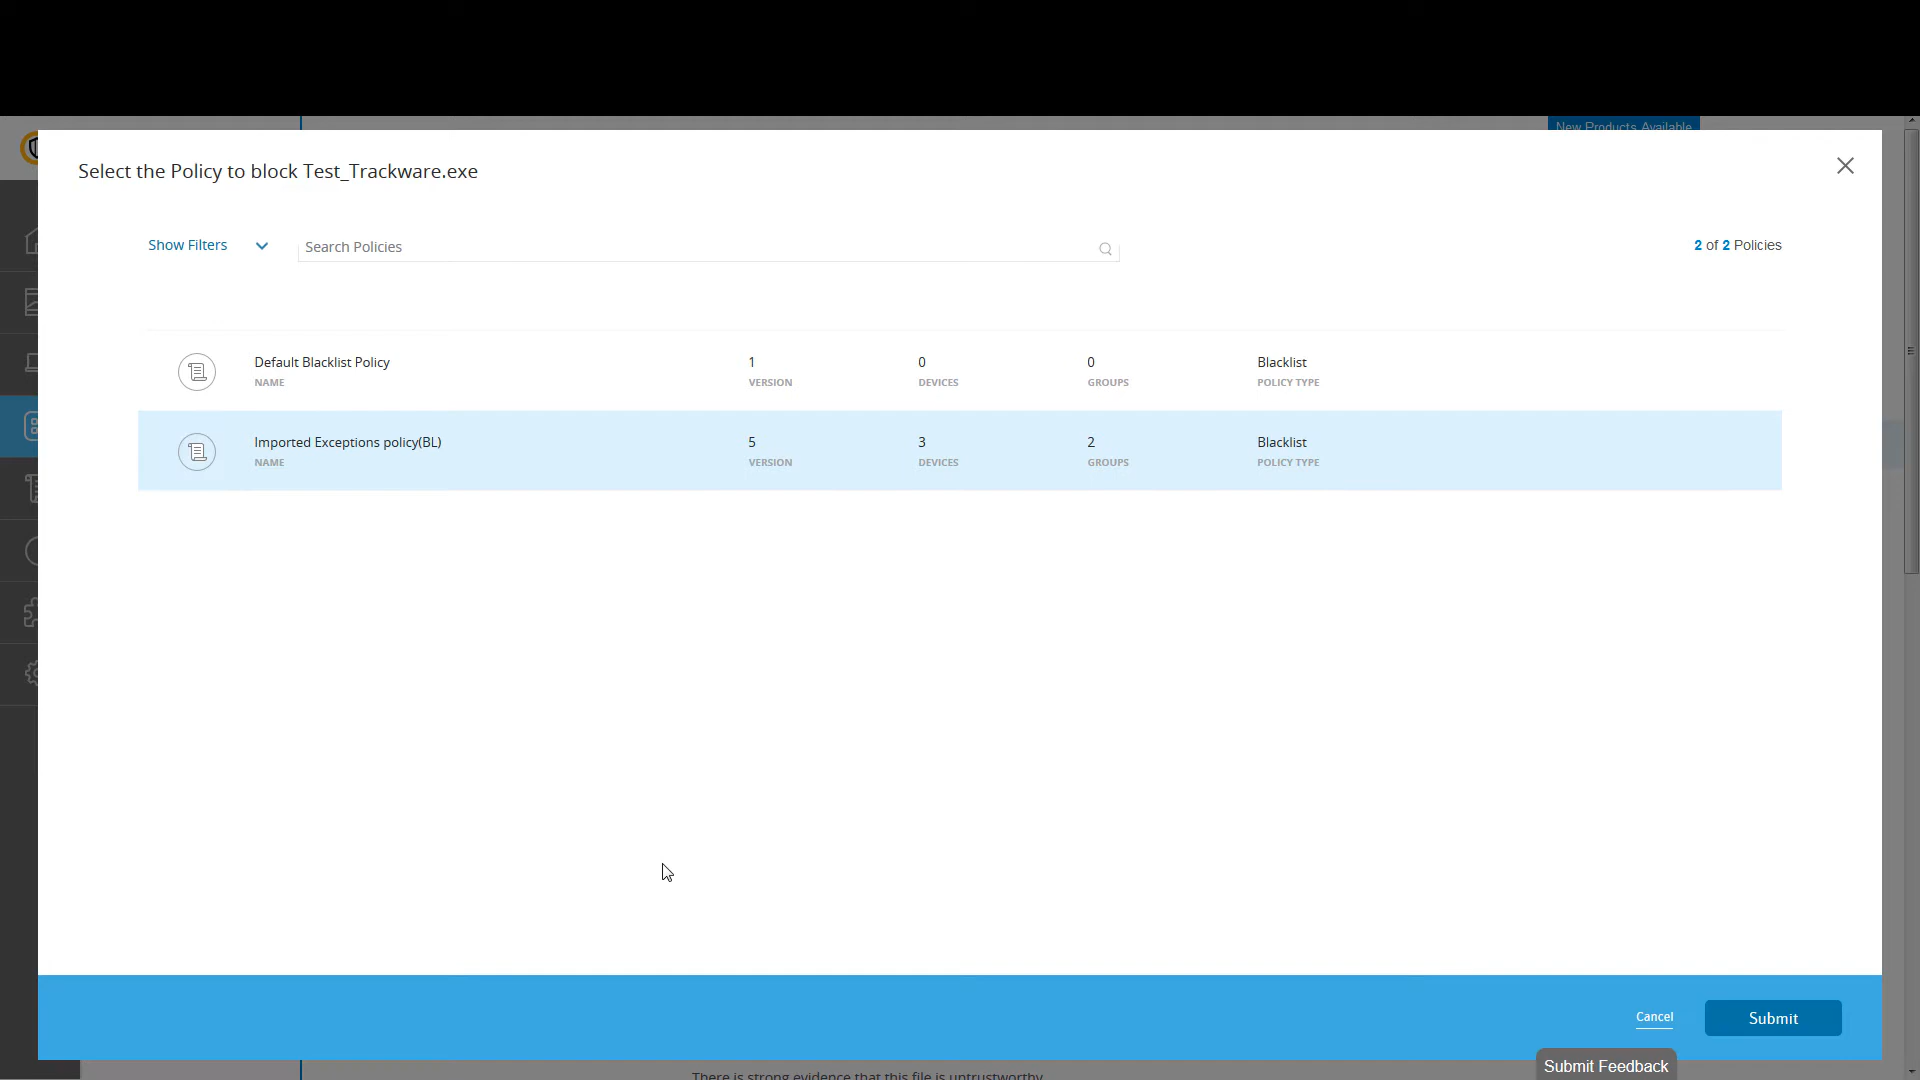 New Products Available
Select the Policy to block Test_Trackware.exe
Show Filters
Search Policies
2 of 2 Policies
Default Blacklist Policy 1 0 0 Blacklist
NAME VERSION DEVICES GROUPS POLICY TYPE
Imported Exceptions policy(BL) 5 3 2 Blacklist
NAME VERSION DEVICES GROUPS POLICY TYPE
Cancel Submit
Submit Feedback
There is strong evidence that this file is untrustworthy.